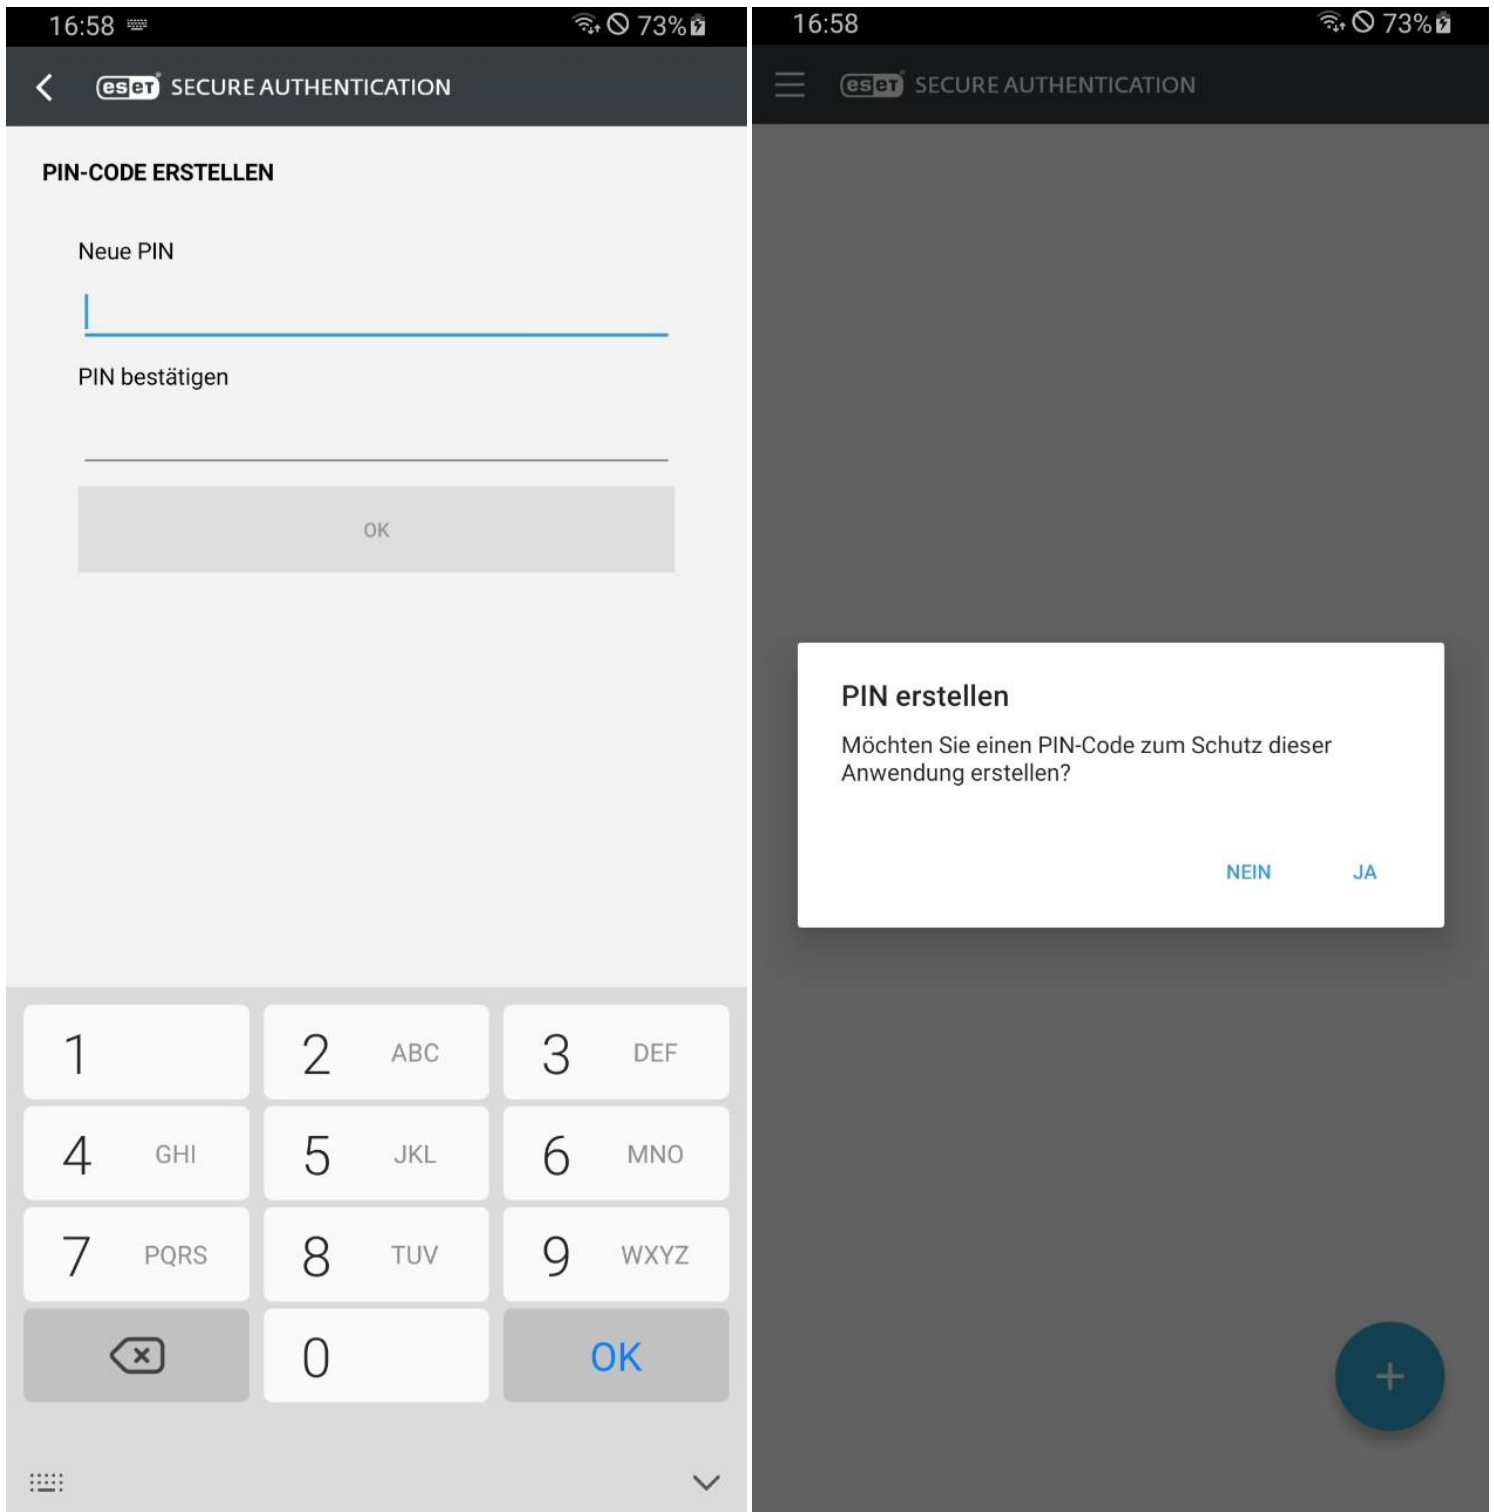 16:58
73%
eset SECURE AUTHENTICATION
PIN-CODE ERSTELLEN
Neue PIN
PIN bestätigen
OK
1
2 ABC
3 DEF
4 GHI
5 JKL
6 MNO
7 PQRS
8 TUV
9 WXYZ
0
OK
16:58
73%
eset SECURE AUTHENTICATION
PIN erstellen
Möchten Sie einen PIN-Code zum Schutz dieser
Anwendung erstellen?
NEIN
JA
+